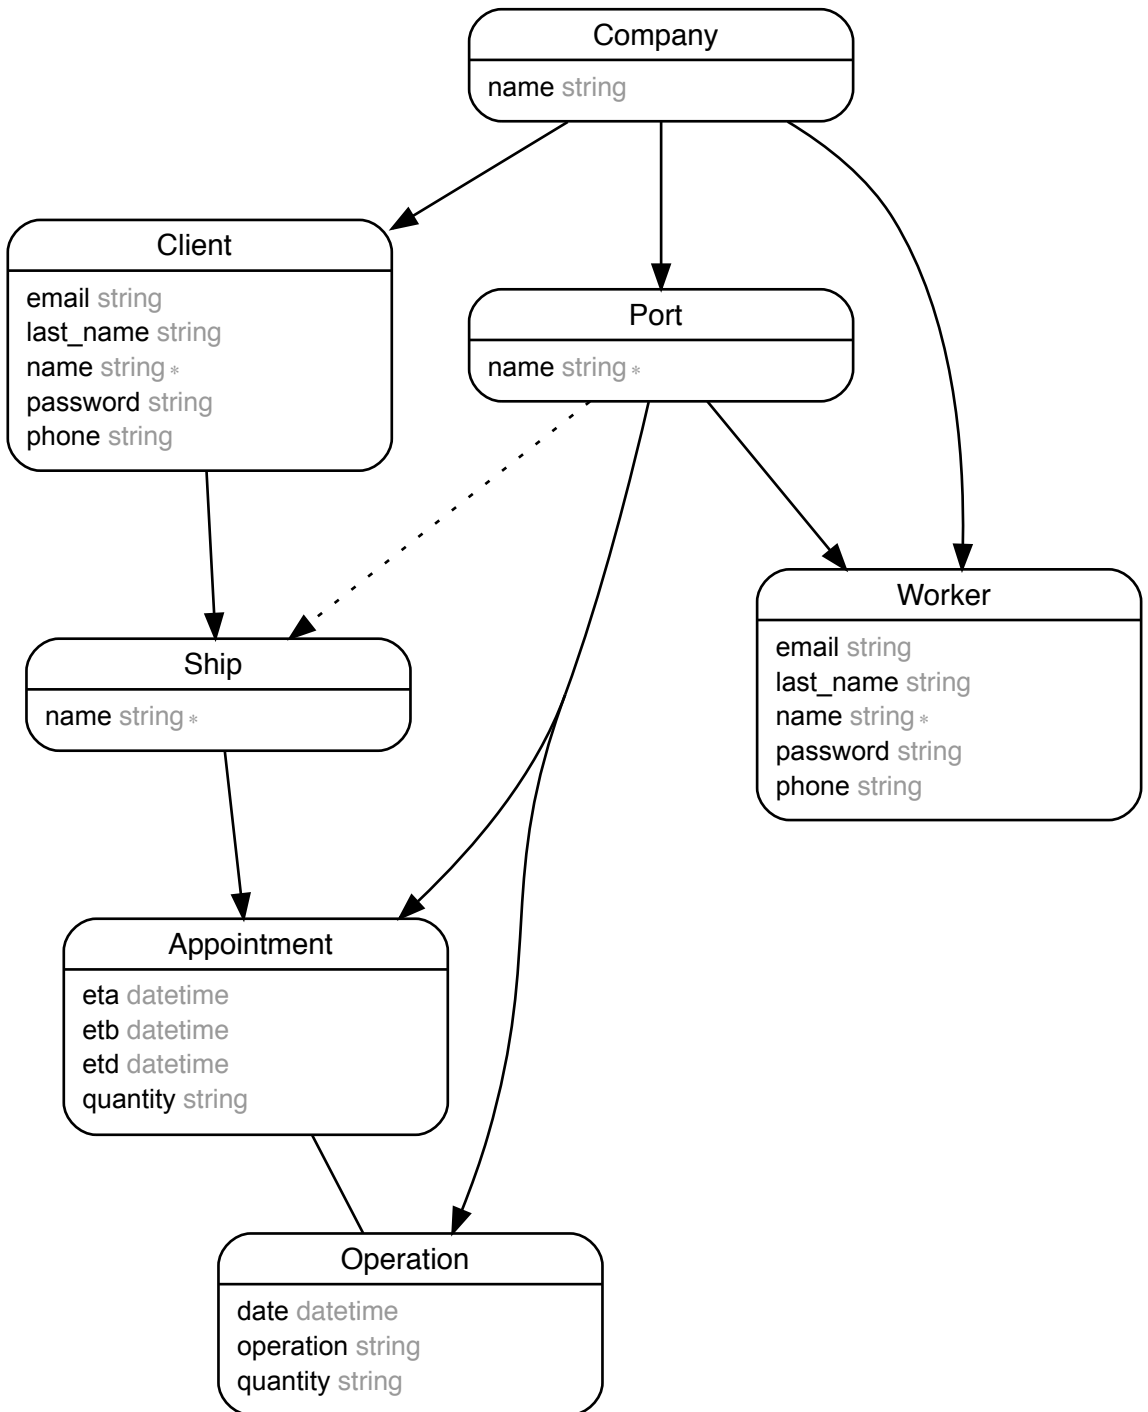 Company
name string
Client
email string
last_name string
name string *
password string
phone string
Port
name string *
Worker
email string
last_name string
name string *
password string
phone string
Ship
name string *
Appointment
eta datetime
etb datetime
etd datetime
quantity string
Operation
date datetime
operation string
quantity string